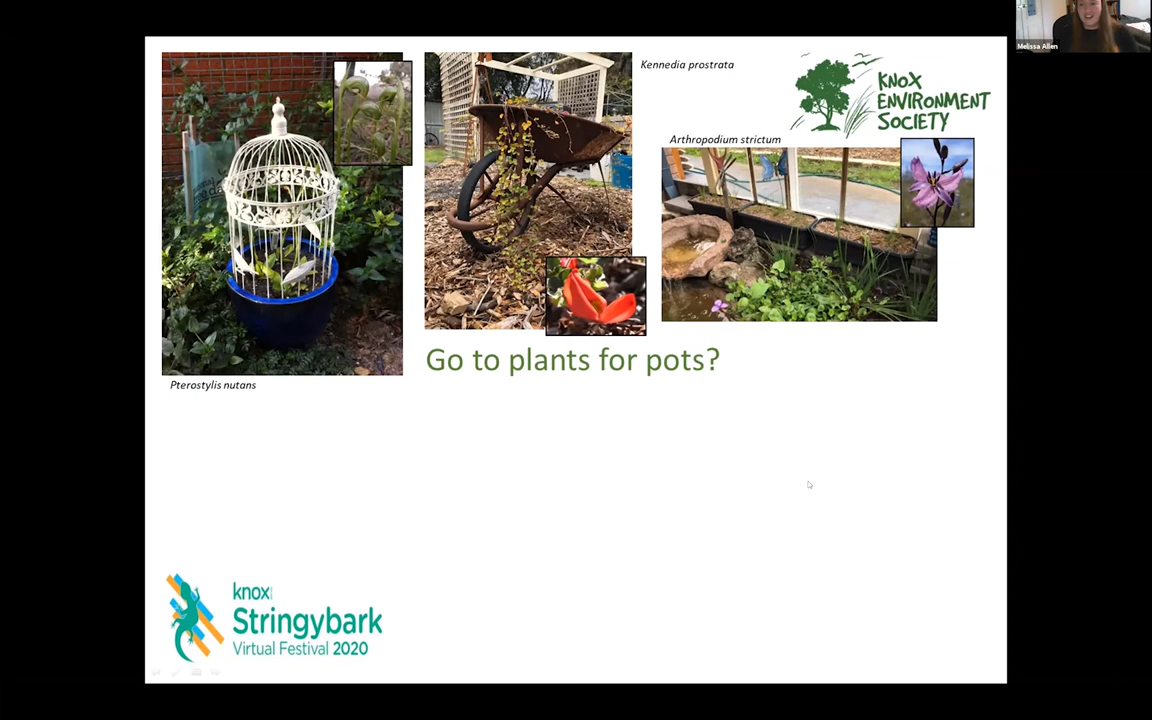 Melissa Allen
Kennedia prostrata
KNOX
ENVIRONMENT
SOCIETY
Arthropodium strictum
Go to plants for pots?
Pterostylis nutans
knox
Stringybark
Virtual Festival 2020